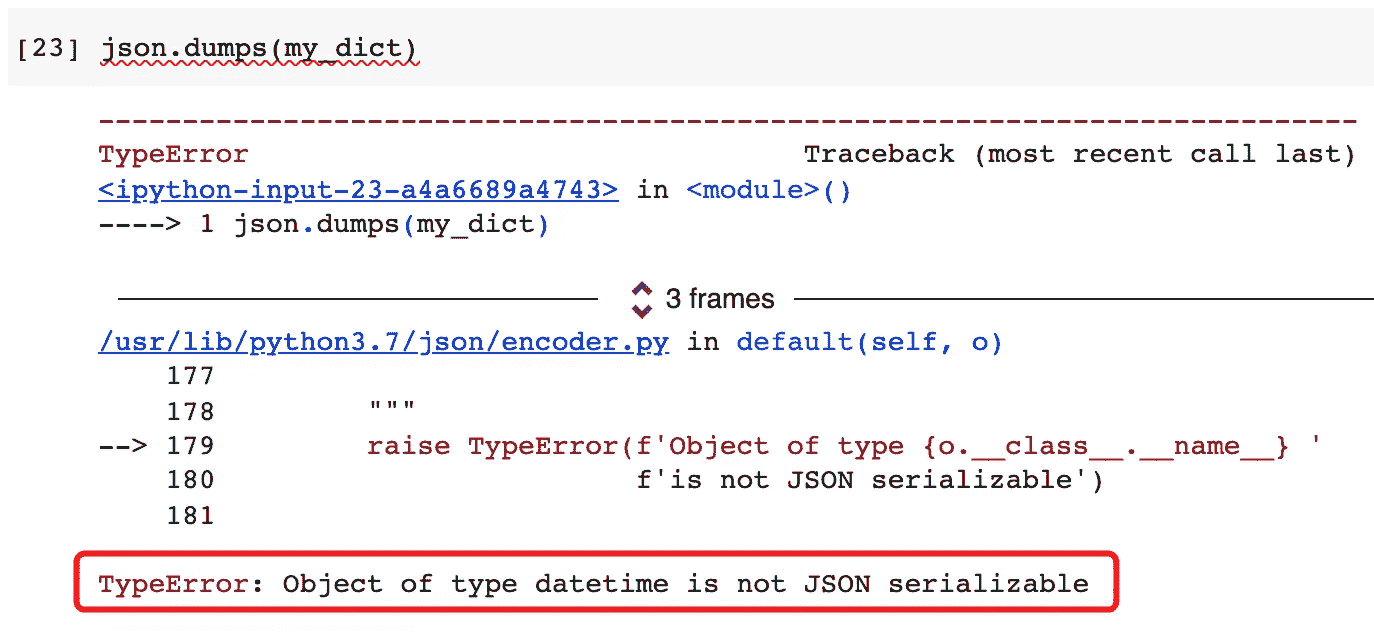 [23] json.dumps(my_dict)
---------------------------------------------------------------------------
TypeError                                 Traceback (most recent call last)
<ipython-input-23-a4a6689a4743> in <module>()
----> 1 json.dumps(my_dict)
3 frames
/usr/lib/python3.7/json/encoder.py in default(self, o)
    177
    178         """
--> 179         raise TypeError(f'Object of type {o.__class__.__name__} '
    180                         f'is not JSON serializable')
    181
TypeError: Object of type datetime is not JSON serializable